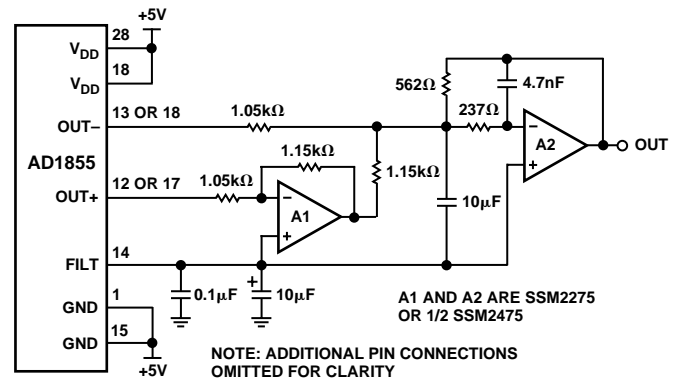 +5V
28
V_DD
18
V_DD
13 OR 18
OUT–
AD1855
12 OR 17
OUT+
14
FILT
1
GND
15
GND
+5V
1.05kΩ
1.05kΩ
1.15kΩ
1.15kΩ
–
+
A1
562Ω
4.7nF
237Ω
–
+
A2
OUT
10µF
0.1µF
+
10µF
A1 AND A2 ARE SSM2275
OR 1/2 SSM2475
NOTE: ADDITIONAL PIN CONNECTIONS
OMITTED FOR CLARITY